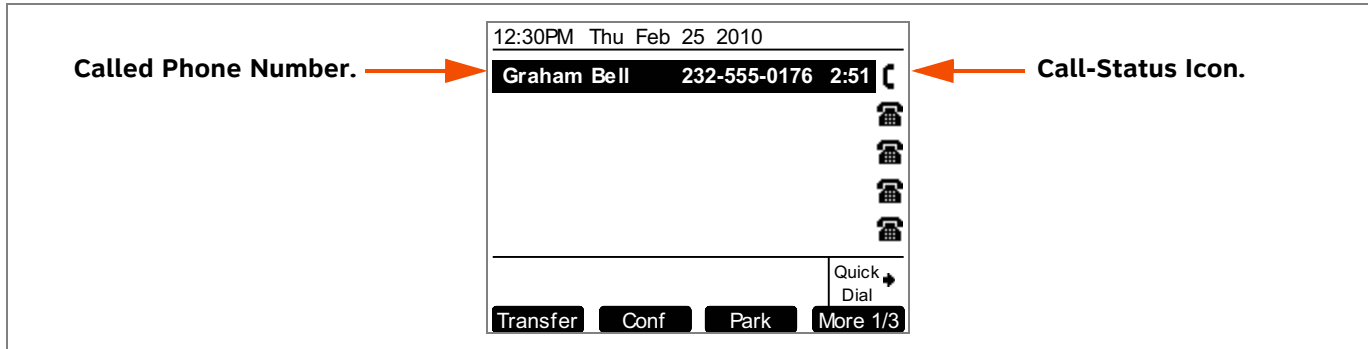 12:30PM Thu Feb 25 2010
Called Phone Number.
Graham Bell 232-555-0176 2:51
Call-Status Icon.
Quick
Dial
Transfer Conf Park More 1/3